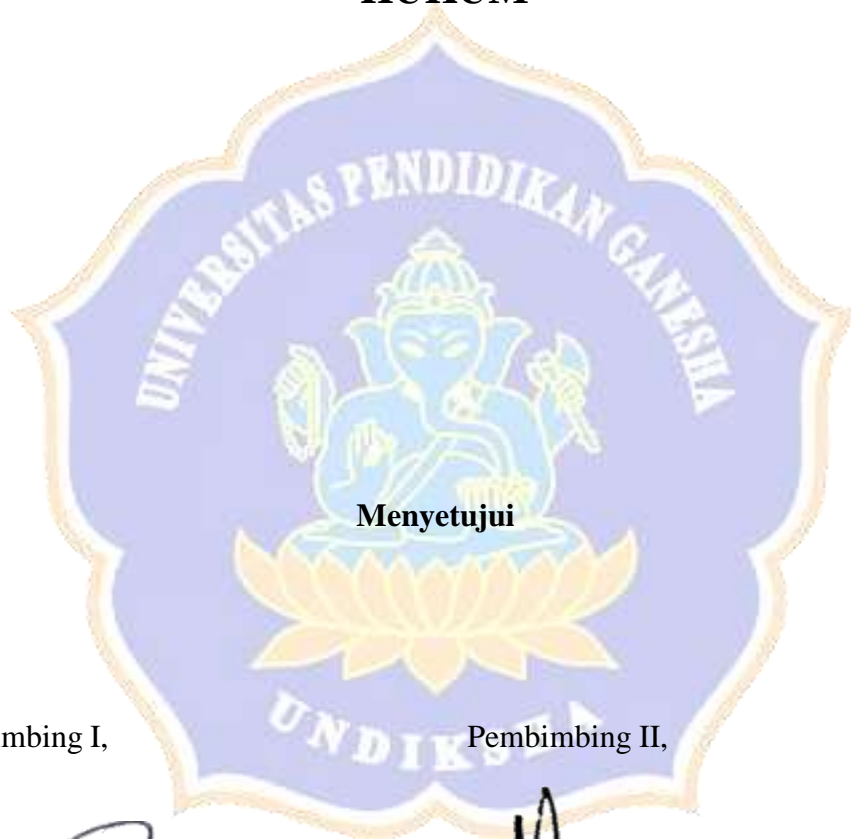 HUKUM
UNIVERSITAS PENDIDIKAN GANESHA
Menyetujui
UNDIKSHA
mbing I,
Pembimbing II,